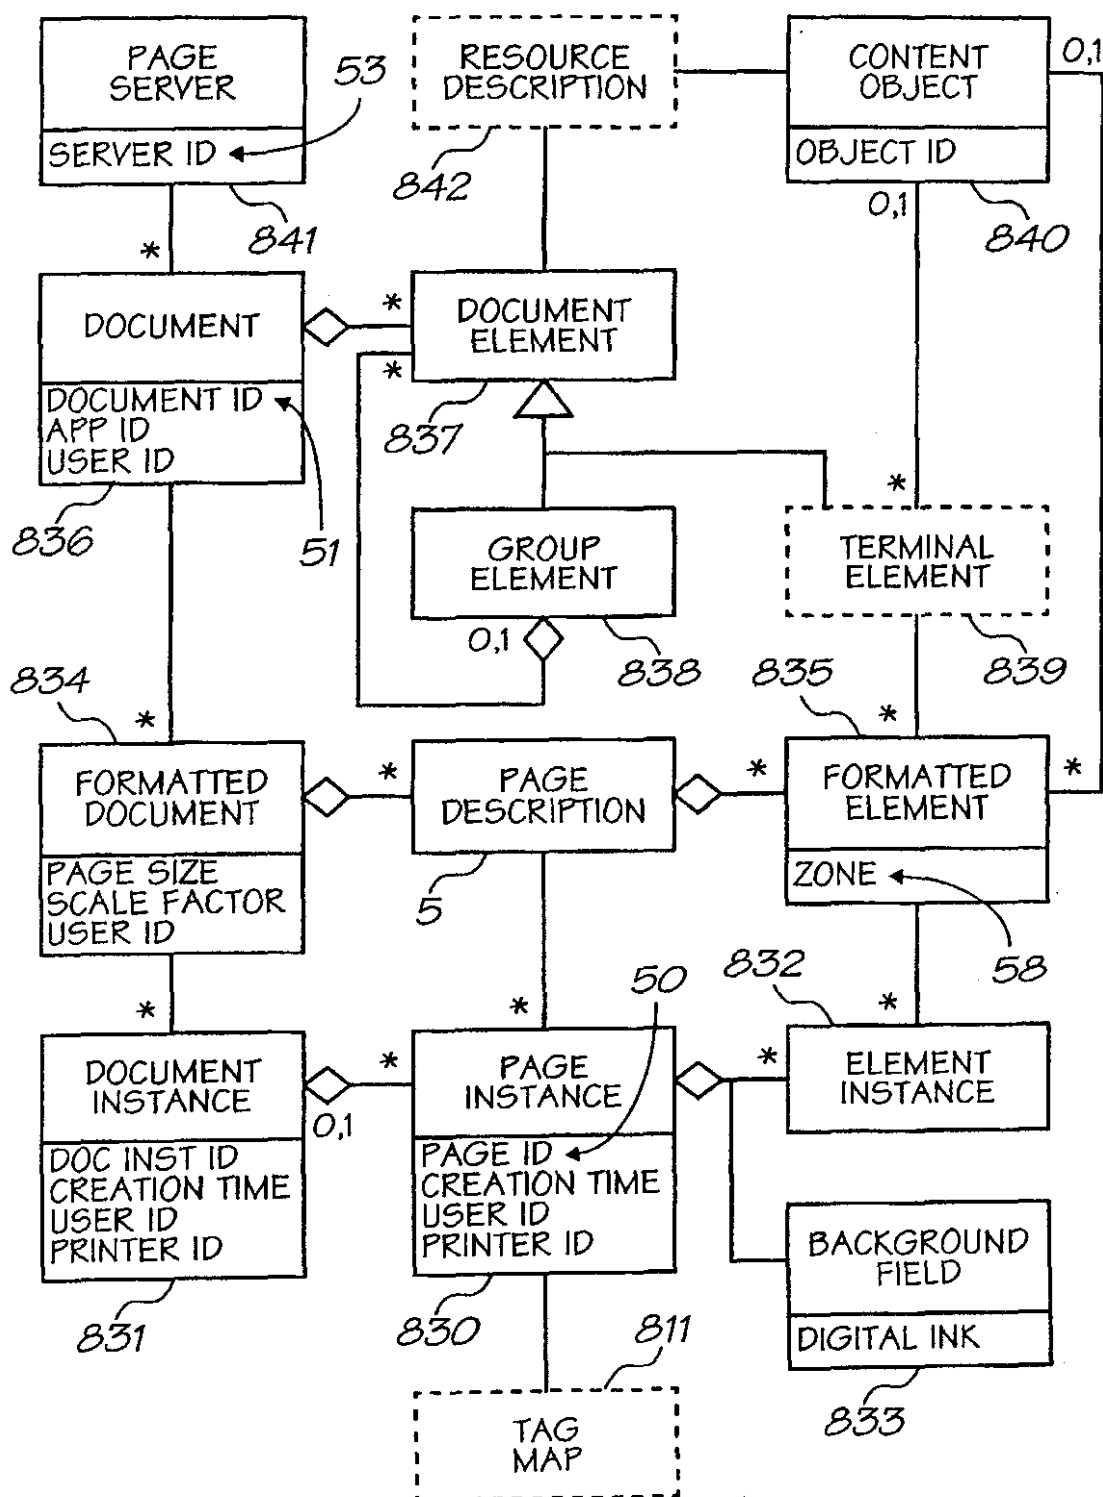 PAGE
SERVER
SERVER ID
53
841
RESOURCE
DESCRIPTION
842
CONTENT
OBJECT
OBJECT ID
0,1
0,1
840
*
DOCUMENT
DOCUMENT ID
APP ID
USER ID
836
51
*
*
DOCUMENT
ELEMENT
837
GROUP
ELEMENT
0,1
838
*
TERMINAL
ELEMENT
839
834
*
FORMATTED
DOCUMENT
PAGE SIZE
SCALE FACTOR
USER ID
*
PAGE
DESCRIPTION
5
835
*
*
*
FORMATTED
ELEMENT
ZONE
58
*
DOCUMENT
INSTANCE
0,1
DOC INST ID
CREATION TIME
USER ID
PRINTER ID
831
50
*
*
PAGE
INSTANCE
PAGE ID
CREATION TIME
USER ID
PRINTER ID
830
832
*
*
ELEMENT
INSTANCE
BACKGROUND
FIELD
DIGITAL INK
833
811
TAG
MAP